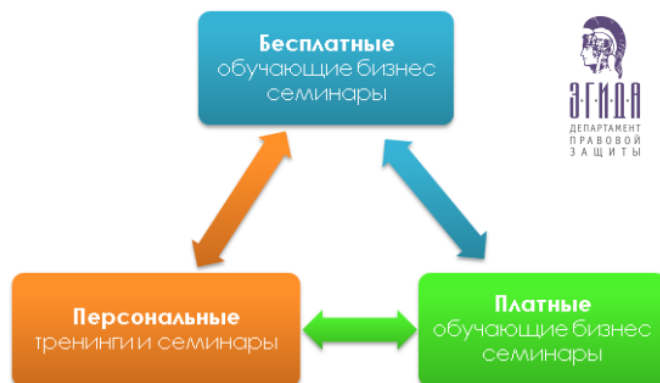 Бесплатные
обучающие бизнес
семинары
ЭГИДА
ДЕПАРТАМЕНТ
ПРАВОВОЙ
ЗАЩИТЫ
Персональные
тренинги и семинары
Платные
обучающие бизнес
семинары